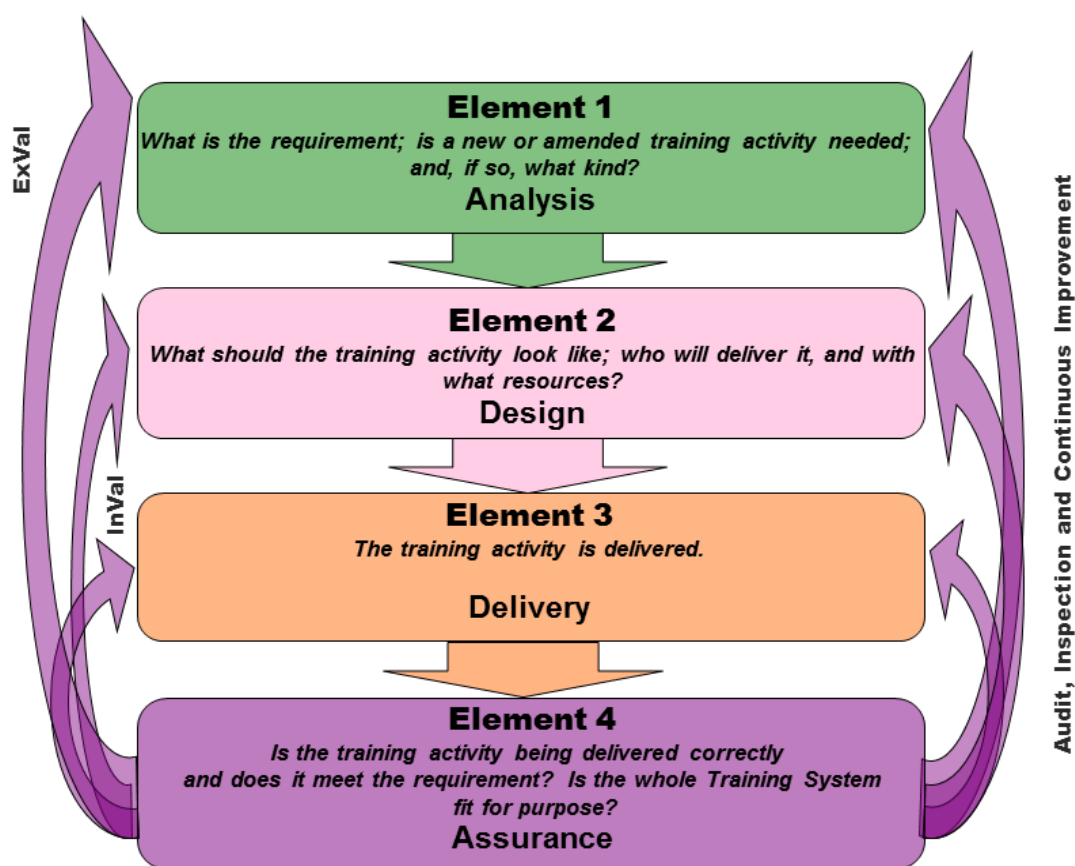 ExVal
Element 1
What is the requirement; is a new or amended training activity needed;
and, if so, what kind?
Analysis
Element 2
What should the training activity look like; who will deliver it, and with
what resources?
Design
InVal
Element 3
The training activity is delivered.
Delivery
Element 4
Is the training activity being delivered correctly
and does it meet the requirement? Is the whole Training System
fit for purpose?
Assurance
Audit, Inspection and Continuous Improvement